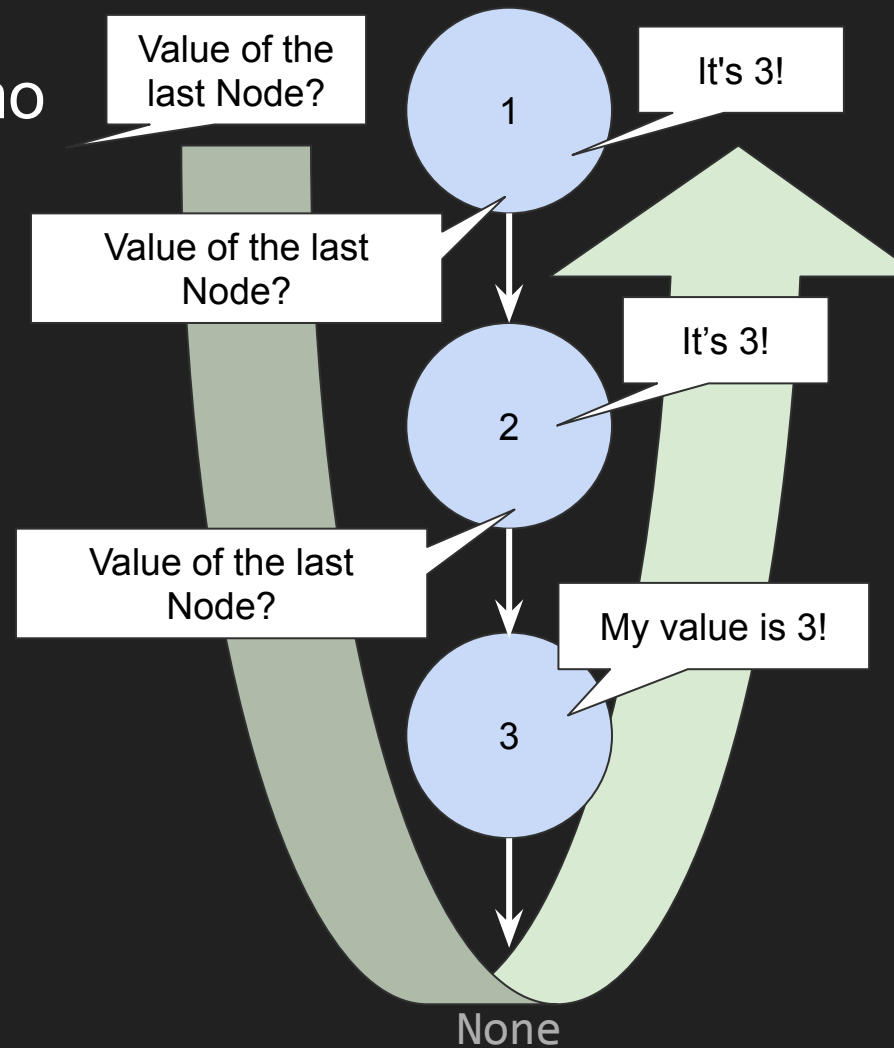 Value of the
last Node?
1
It's 3!
Value of the last
Node?
2
It’s 3!
Value of the last
Node?
3
My value is 3!
None